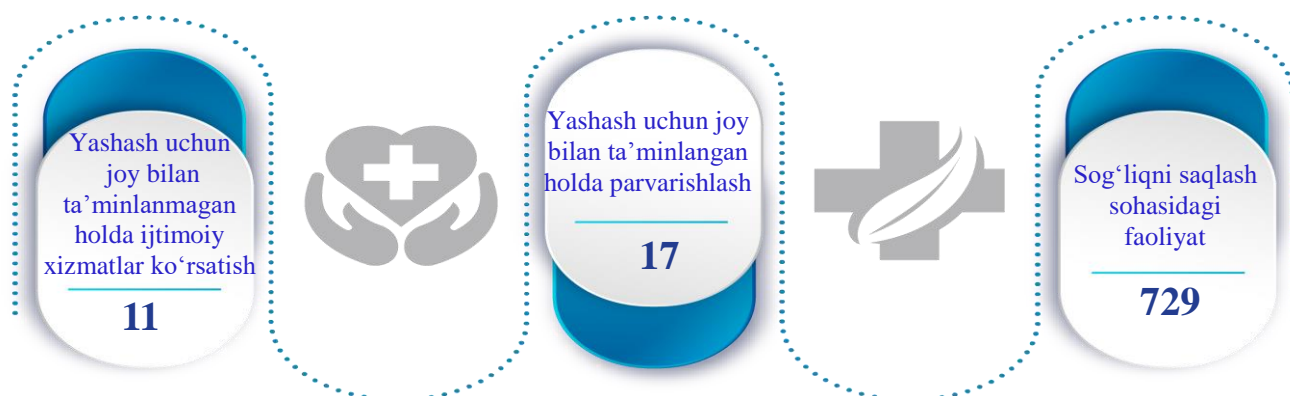 Yashash uchun
joy bilan
ta’minlanmagan
holda ijtimoiy
xizmatlar ko‘rsatish
11
Yashash uchun joy
bilan ta’minlangan
holda parvarishlash
17
Sog‘liqni saqlash
sohasidagi
faoliyat
729